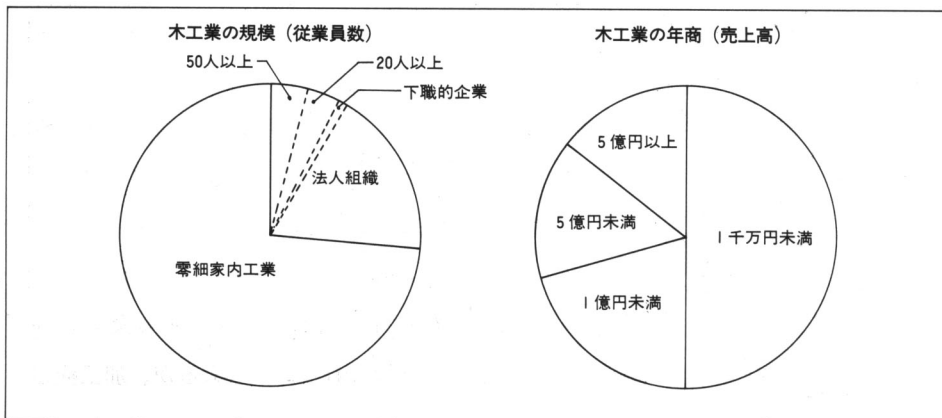 木工業の規模（従業員数）
50人以上
20人以上
下職的企業
法人組織
零細家内工業
木工業の年商（売上高）
5億円以上
5億円未満
1千万円未満
1億円未満